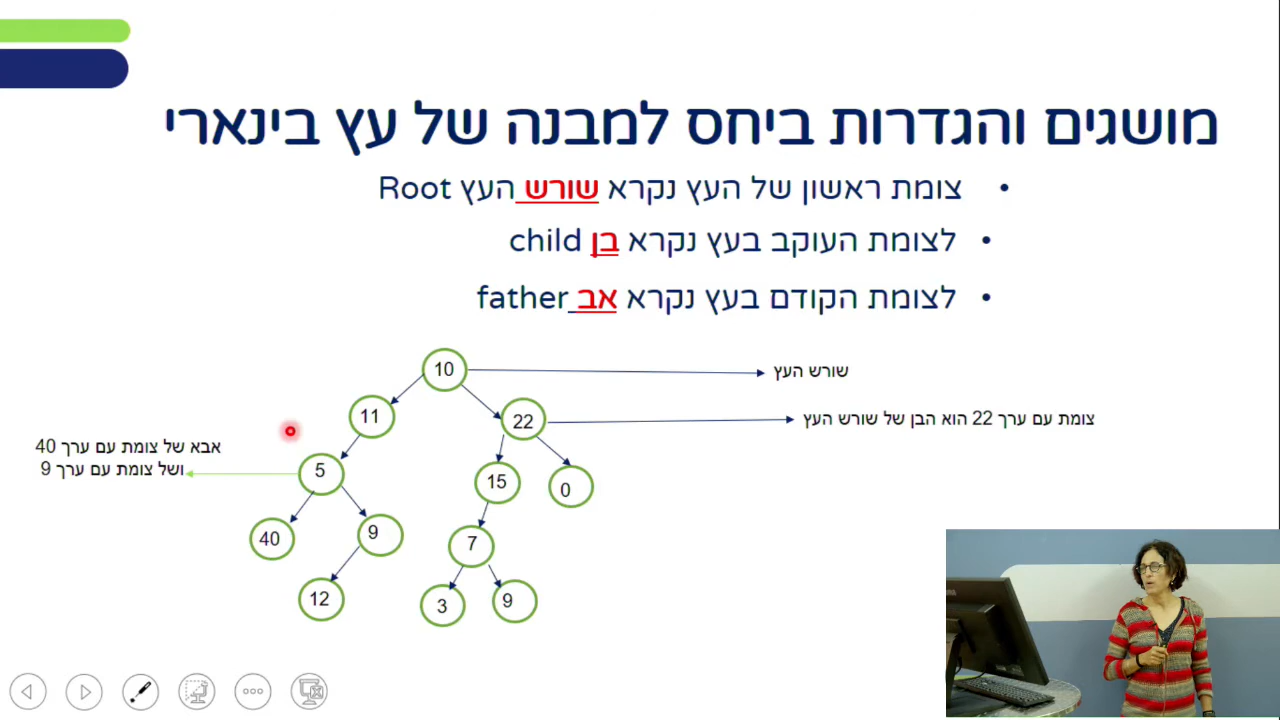 מושגים והגדרות ביחס למבנה של עץ בינארי
• צומת ראשון של העץ נקרא שורש העץ Root
• לצומת העוקב בעץ נקרא בן child
• לצומת הקודם בעץ נקרא אב father
10
שורש העץ
11
22
צומת עם ערך 22 הוא הבן של שורש העץ
אבא של צומת עם ערך 40
ושל צומת עם ערך 9
5
15
0
40
9
7
12
3
9